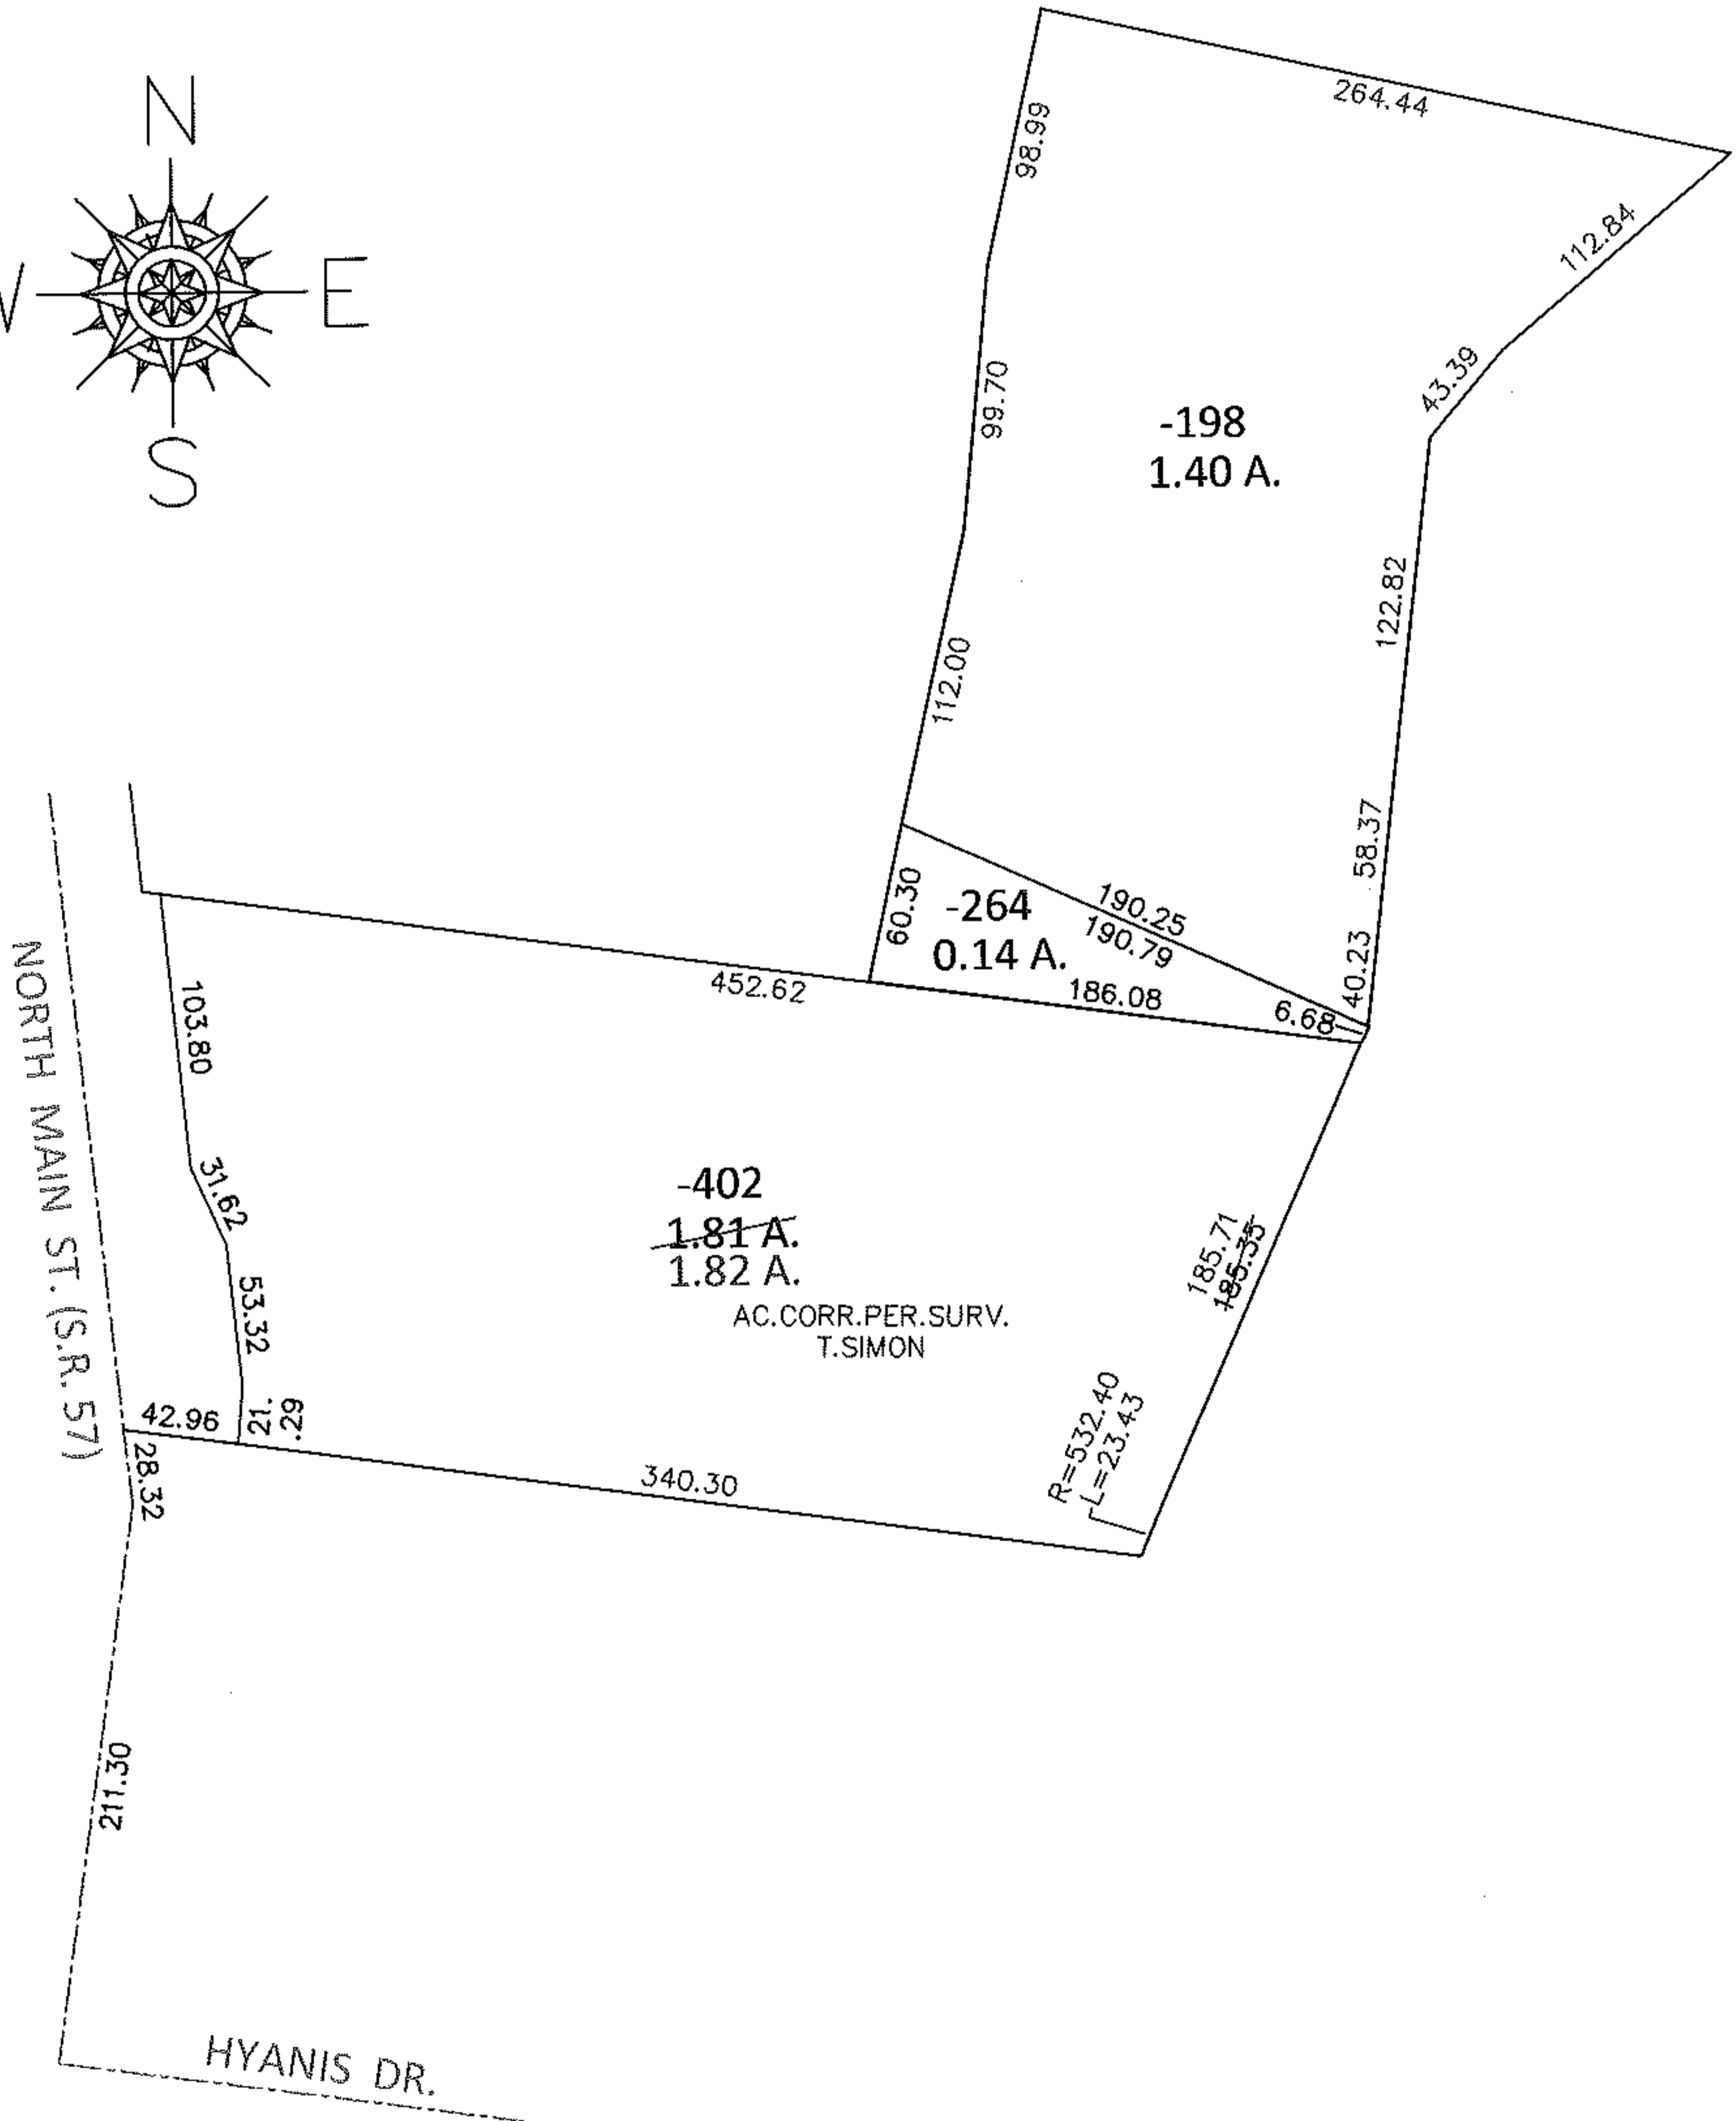 N
E
S
264.44
98.99
112.84
43.39
99.70
-198
1.40 A.
122.82
112.00
58.37
60.30
-264
0.14 A.
190.25
190.79
40.23
186.08
6.68
452.62
103.80
NORTH MAIN ST. (S.R. 57)
31.62
-402
1.81 A.
1.82 A.
AC.CORR.PER.SURV.
T.SIMON
185.71
185.35
53.32
R=532.40
L=23.43
42.96
21.
.62
28.32
340.30
211.30
HYANIS DR.